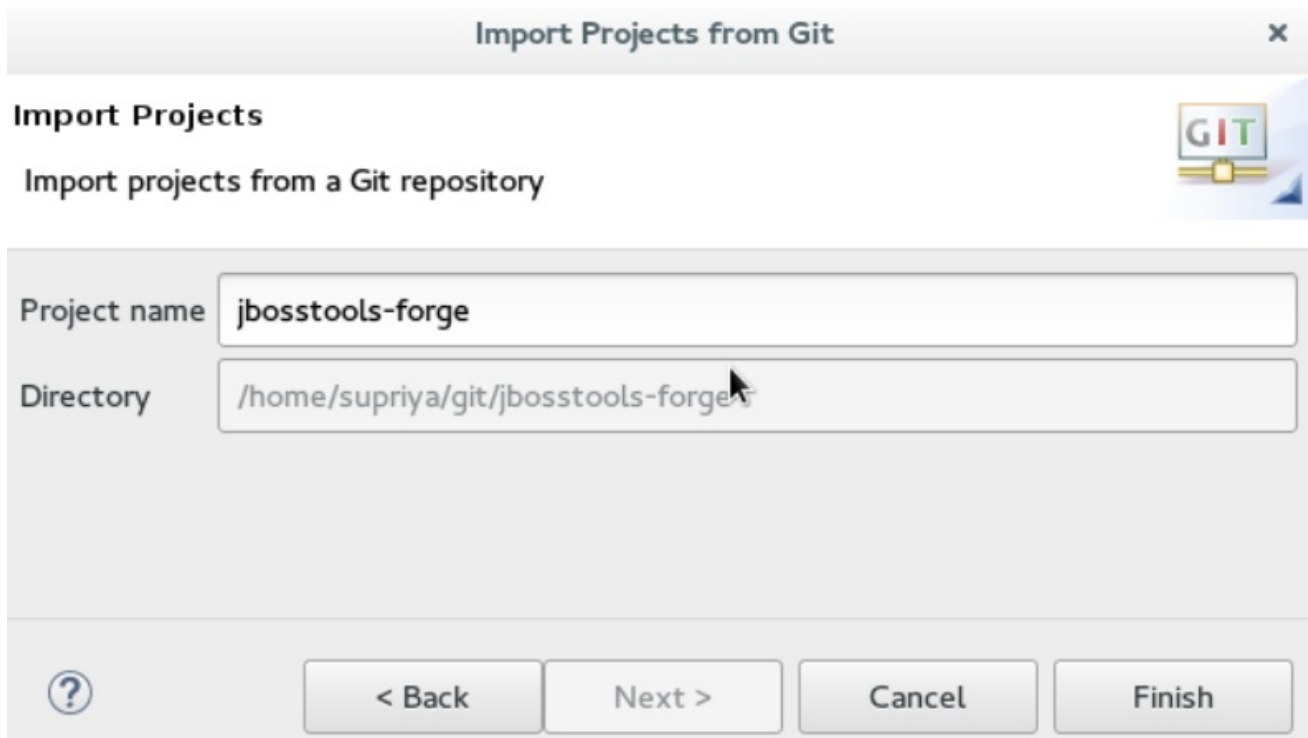 Import Projects from Git
Import Projects
GIT
Import projects from a Git repository
Project name jbosstools-forge
Directory /home/supriya/git/jbosstools-forge
? < Back Next > Cancel Finish